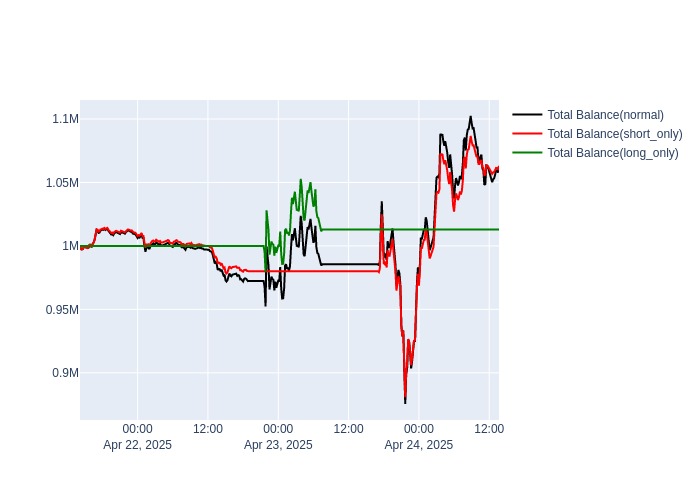 1.1M
1.05M
1M
0.95M
0.9M
00:00
Apr 22, 2025
12:00
00:00
Apr 23, 2025
12:00
00:00
Apr 24, 2025
12:00
Total Balance(normal)
Total Balance(short_only)
Total Balance(long_only)